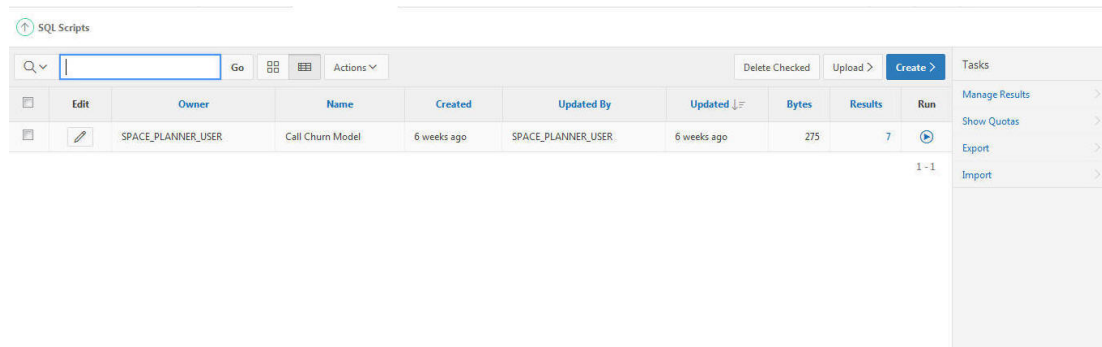 SQL Scripts
Go Actions Delete Checked Upload > Create > Tasks
Edit Owner Name Created Updated By Updated Bytes Results Run Manage Results
Show Quotas
SPACE_PLANNER_USER Call Churn Model 6 weeks ago SPACE_PLANNER_USER 6 weeks ago 275 7
Export
1 - 1
Import